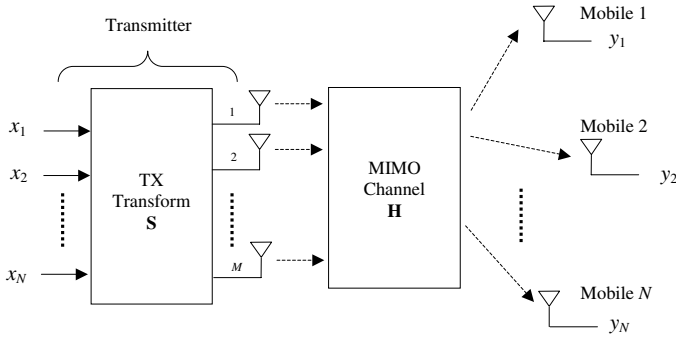 Transmitter
x1
x2
xN
TX
Transform
S
1
2
M
MIMO
Channel
H
Mobile 1
y1
Mobile 2
y2
Mobile N
yN